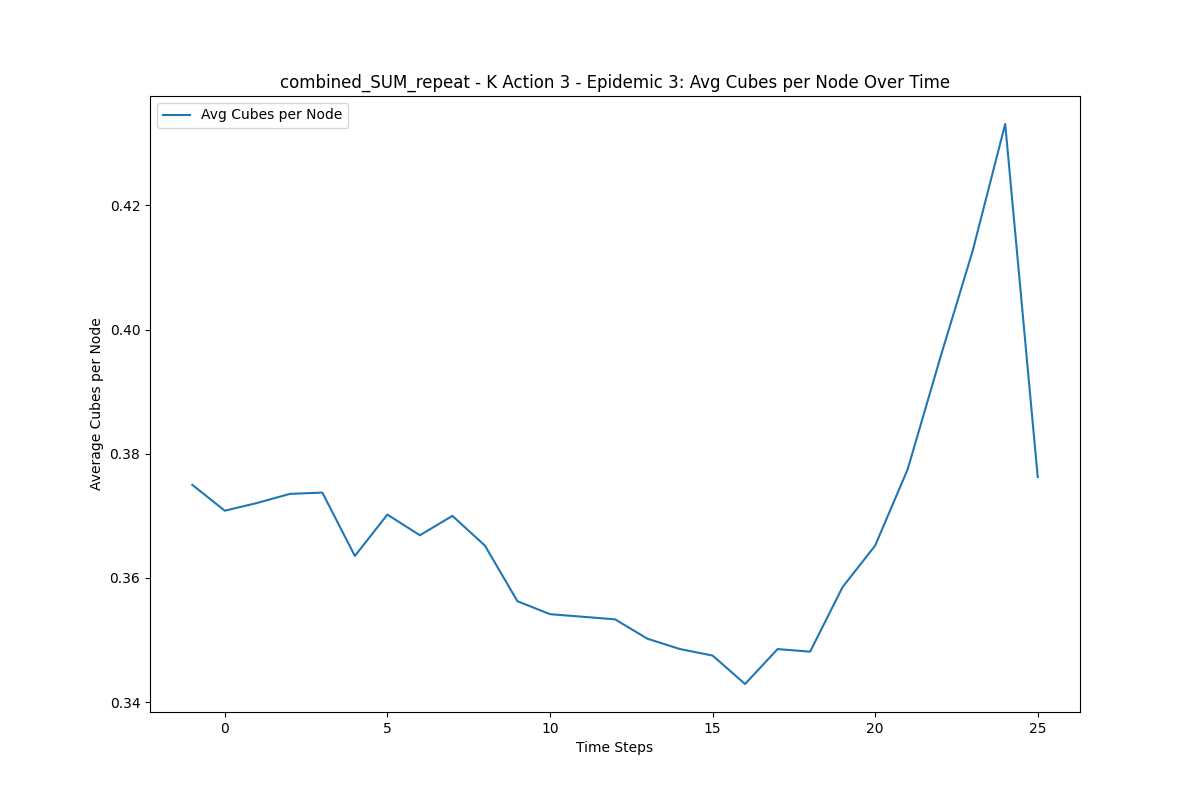 combined_SUM_repeat - K Action 3 - Epidemic 3: Avg Cubes per Node Over Time
Avg Cubes per Node
Average Cubes per Node
0.42
0.40
0.38
0.36
0.34
0 5 10 15 20 25
Time Steps